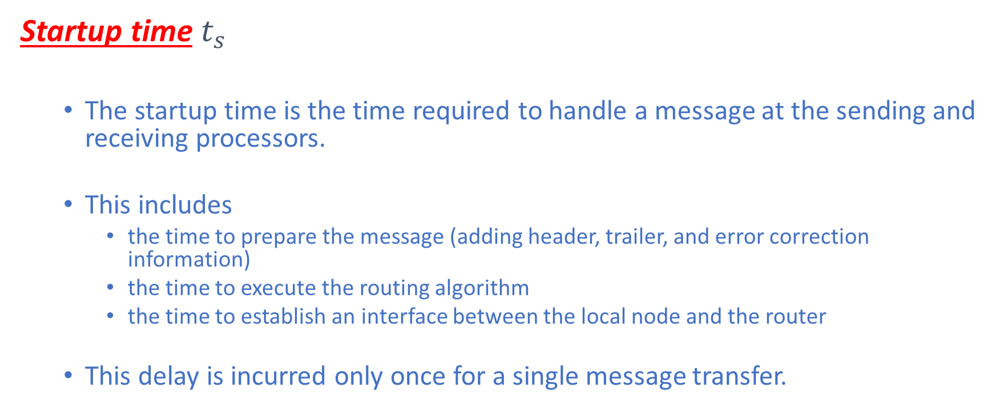 Startup time tₛ
• The startup time is the time required to handle a message at the sending and
receiving processors.
• This includes
• the time to prepare the message (adding header, trailer, and error correction
information)
• the time to execute the routing algorithm
• the time to establish an interface between the local node and the router
• This delay is incurred only once for a single message transfer.